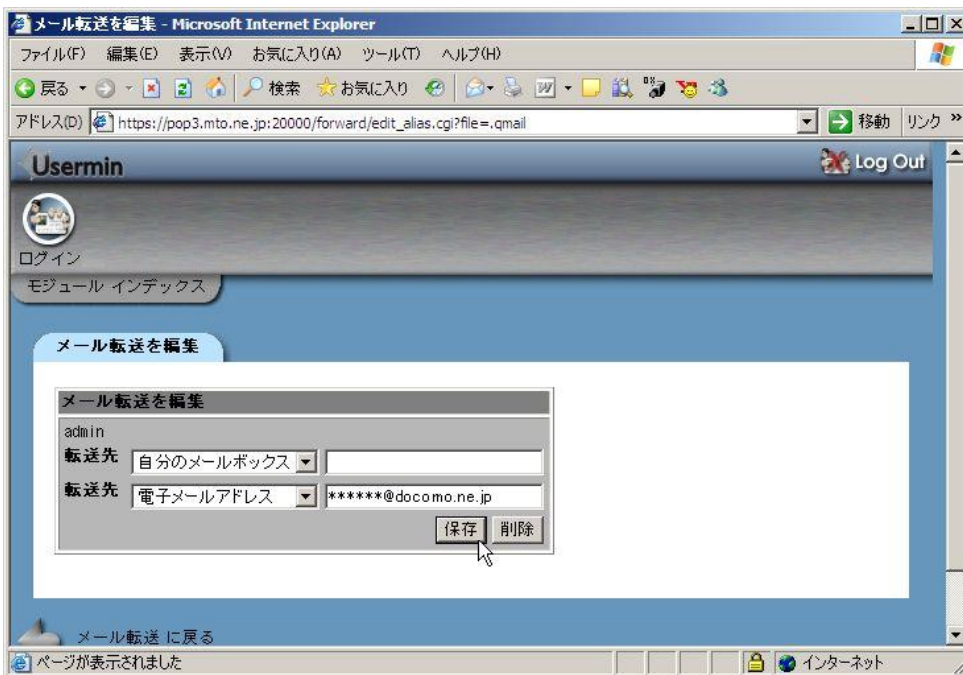 メール転送を編集 - Microsoft Internet Explorer
ファイル(F) 編集(E) 表示(V) お気に入り(A) ツール(T) ヘルプ(H)
戻る 検索 お気に入り
アドレス(D) https://pop3.mto.ne.jp:20000/forward/edit_alias.cgi?file=.qmail 移動 リンク »
Usermin Log Out
ログイン
モジュール インデックス
メール転送を編集
メール転送を編集
admin
転送先 自分のメールボックス
転送先 電子メールアドレス ******@docomo.ne.jp
保存 削除
メール転送 に戻る
ページが表示されました インターネット